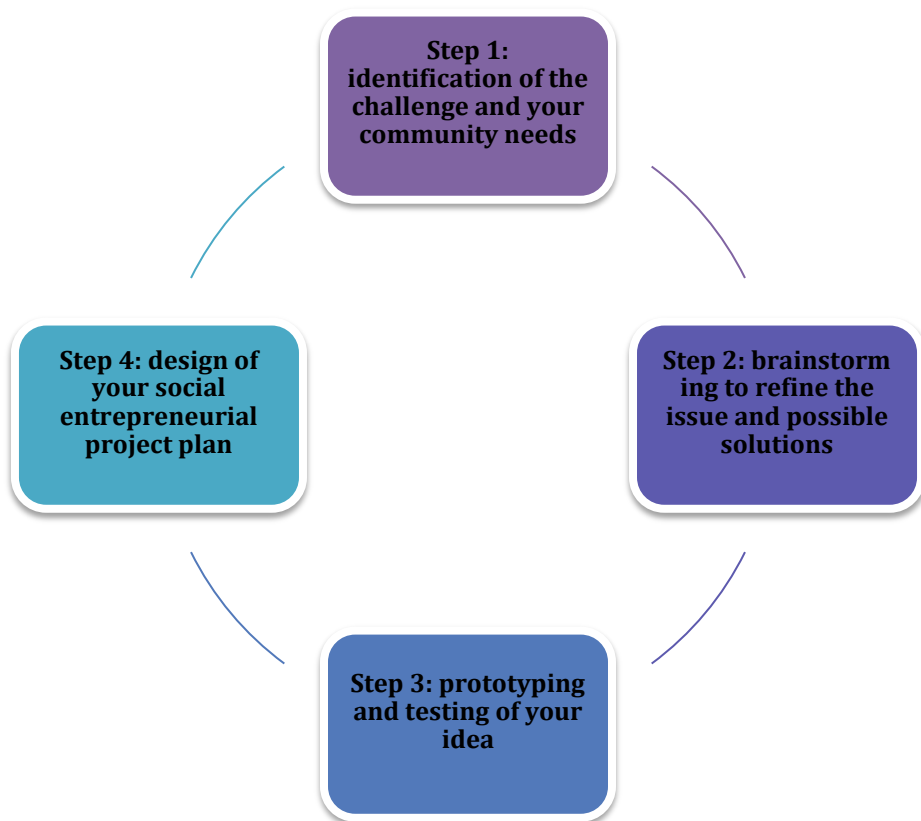 Step 1:
identification of the
challenge and your
community needs
Step 2: brainstorm
ing to refine the
issue and possible
solutions
Step 3: prototyping
and testing of your
idea
Step 4: design of
your social
entrepreneurial
project plan